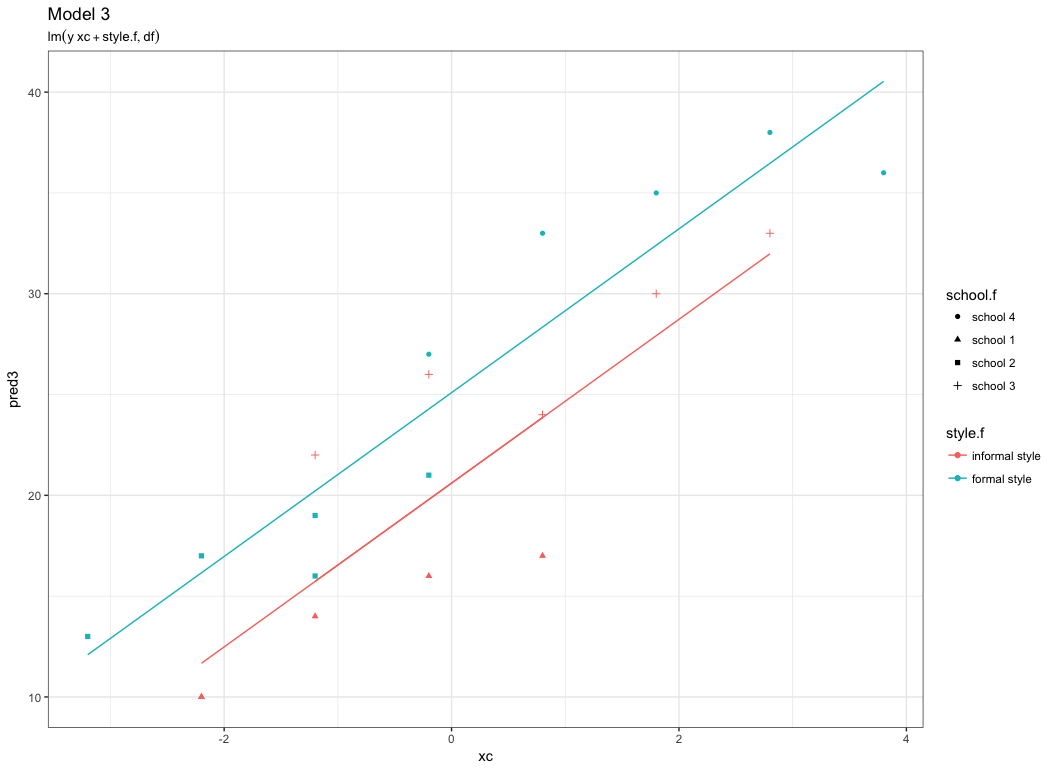 Model 3
lm(y xc + style.f, df)
pred3
40
30
20
10
-2
0
2
4
xc
school.f
school 4
school 1
school 2
school 3
style.f
informal style
formal style